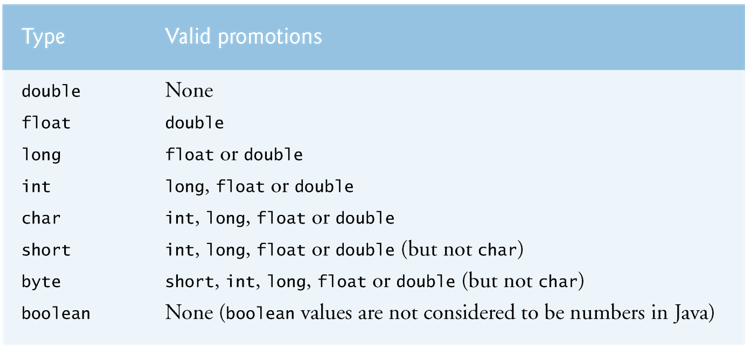 Type Valid promotions
double None
float double
long float or double
int long, float or double
char int, long, float or double
short int, long, float or double (but not char)
byte short, int, long, float or double (but not char)
boolean None (boolean values are not considered to be numbers in Java)